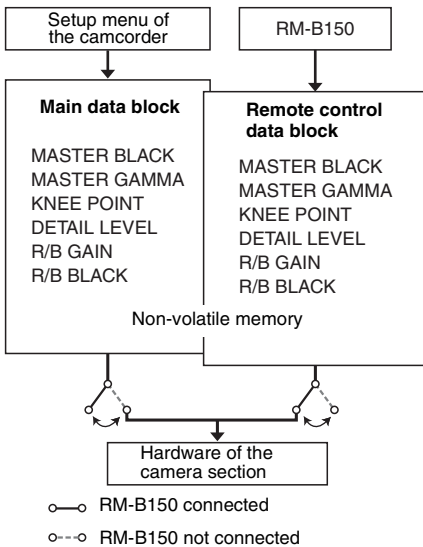 Setup menu of
the camcorder
RM-B150
Main data block
MASTER BLACK
MASTER GAMMA
KNEE POINT
DETAIL LEVEL
R/B GAIN
R/B BLACK
Remote control
data block
MASTER BLACK
MASTER GAMMA
KNEE POINT
DETAIL LEVEL
R/B GAIN
R/B BLACK
Non-volatile memory
Hardware of the
camera section
RM-B150 connected
RM-B150 not connected